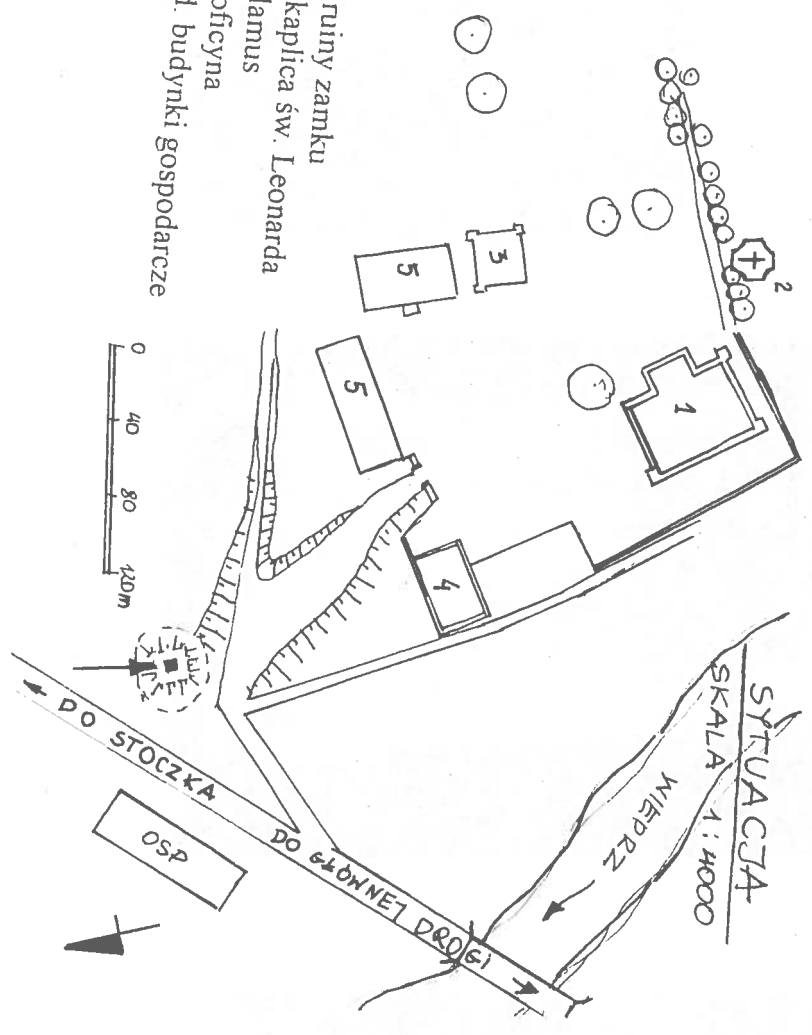 SYTUACJA
SKALA 1:4000
WIEPRZ
2
1
3
5
5
4
0 40 80 120m
DO STOCZKA
DO GŁÓWNEJ DROGI
OSP
ruiny zamku
kaplica św. Leonarda
lamus
oficyna
d. budynki gospodarcze